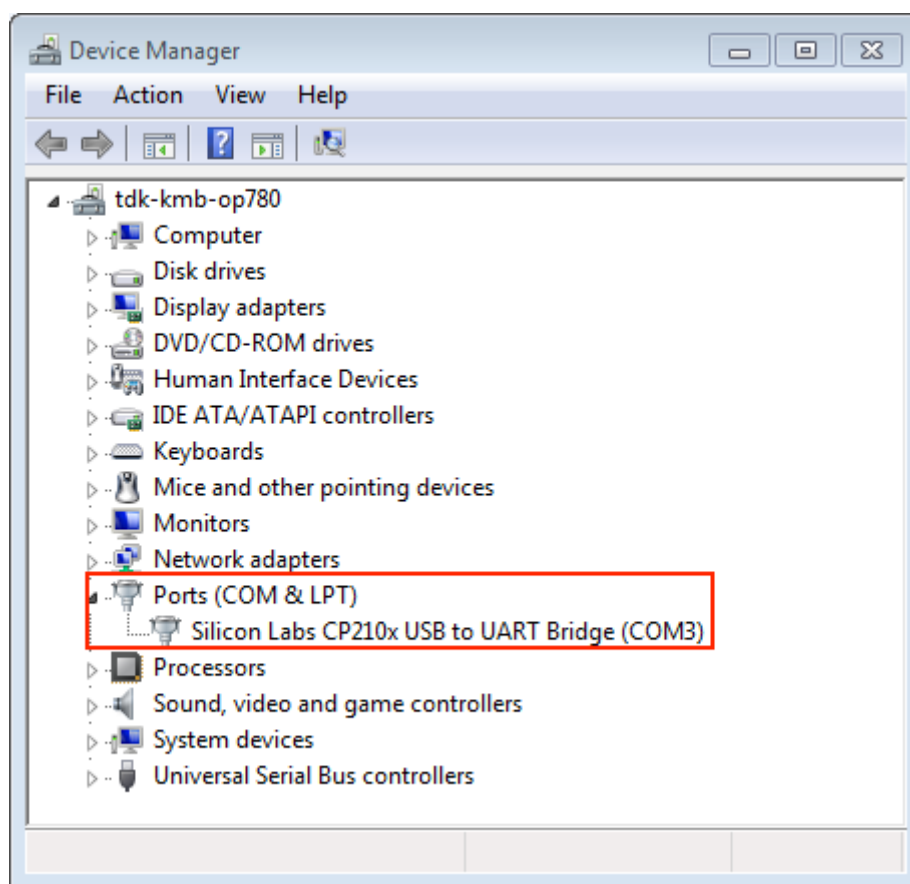 Device Manager
File Action View Help
?
tdk-kmb-op780
Computer
Disk drives
Display adapters
DVD/CD-ROM drives
Human Interface Devices
IDE ATA/ATAPI controllers
Keyboards
Mice and other pointing devices
Monitors
Network adapters
Ports (COM & LPT)
Silicon Labs CP210x USB to UART Bridge (COM3)
Processors
Sound, video and game controllers
System devices
Universal Serial Bus controllers